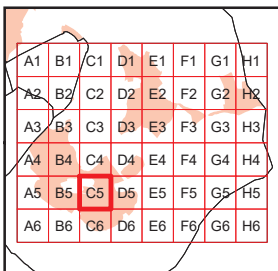 A1 B1 C1 D1 E1 F1 G1 H1
A2 B2 C2 D2 E2 F2 G2 H2
A3 B3 C3 D3 E3 F3 G3 H3
A4 B4 C4 D4 E4 F4 G4 H4
A5 B5 C5 D5 E5 F5 G5 H5
A6 B6 C6 D6 E6 F6 G6 H6